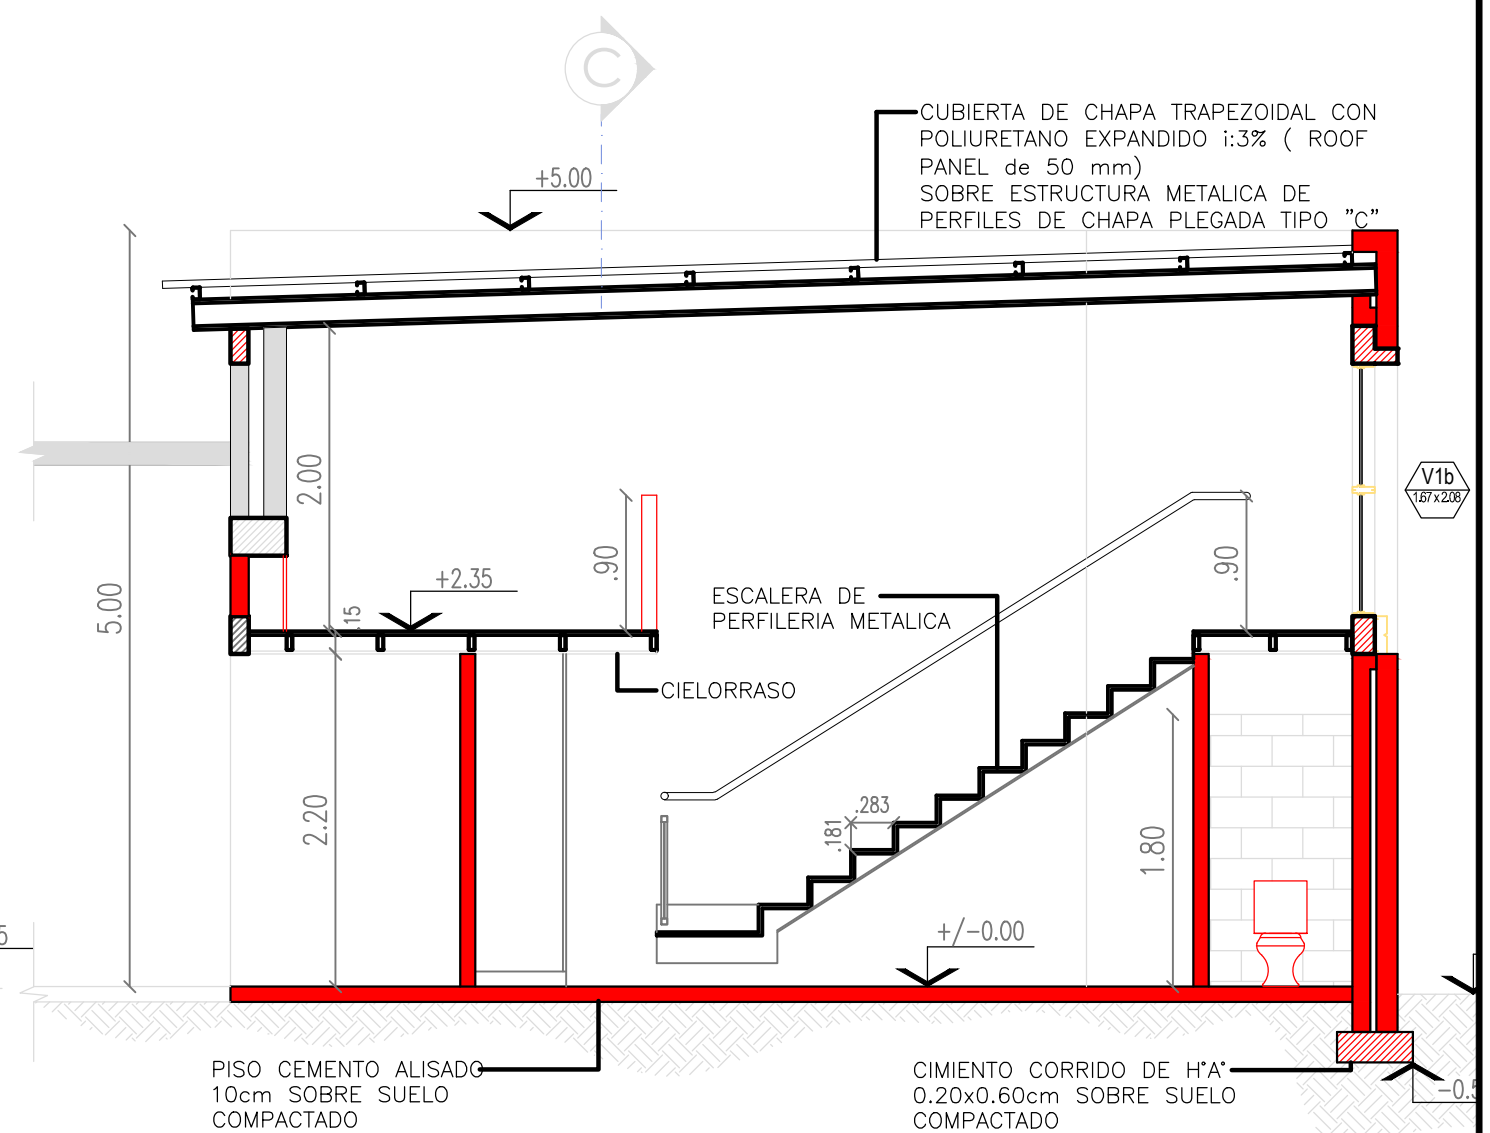 C
CUBIERTA DE CHAPA TRAPEZOIDAL CON
POLIURETANO EXPANDIDO i:3% ( ROOF
PANEL de 50 mm)
SOBRE ESTRUCTURA METALICA DE
PERFILES DE CHAPA PLEGADA TIPO "C"
+5.00
2.00
V1b
1.67x2.08
.90
.90
+2.35
5.00
.15
ESCALERA DE
PERFILERIA METALICA
CIELORRASO
2.20
.283
.181
1.80
+/-0.00
PISO CEMENTO ALISADO
10cm SOBRE SUELO
COMPACTADO
CIMIENTO CORRIDO DE H°A°
0.20x0.60cm SOBRE SUELO
COMPACTADO